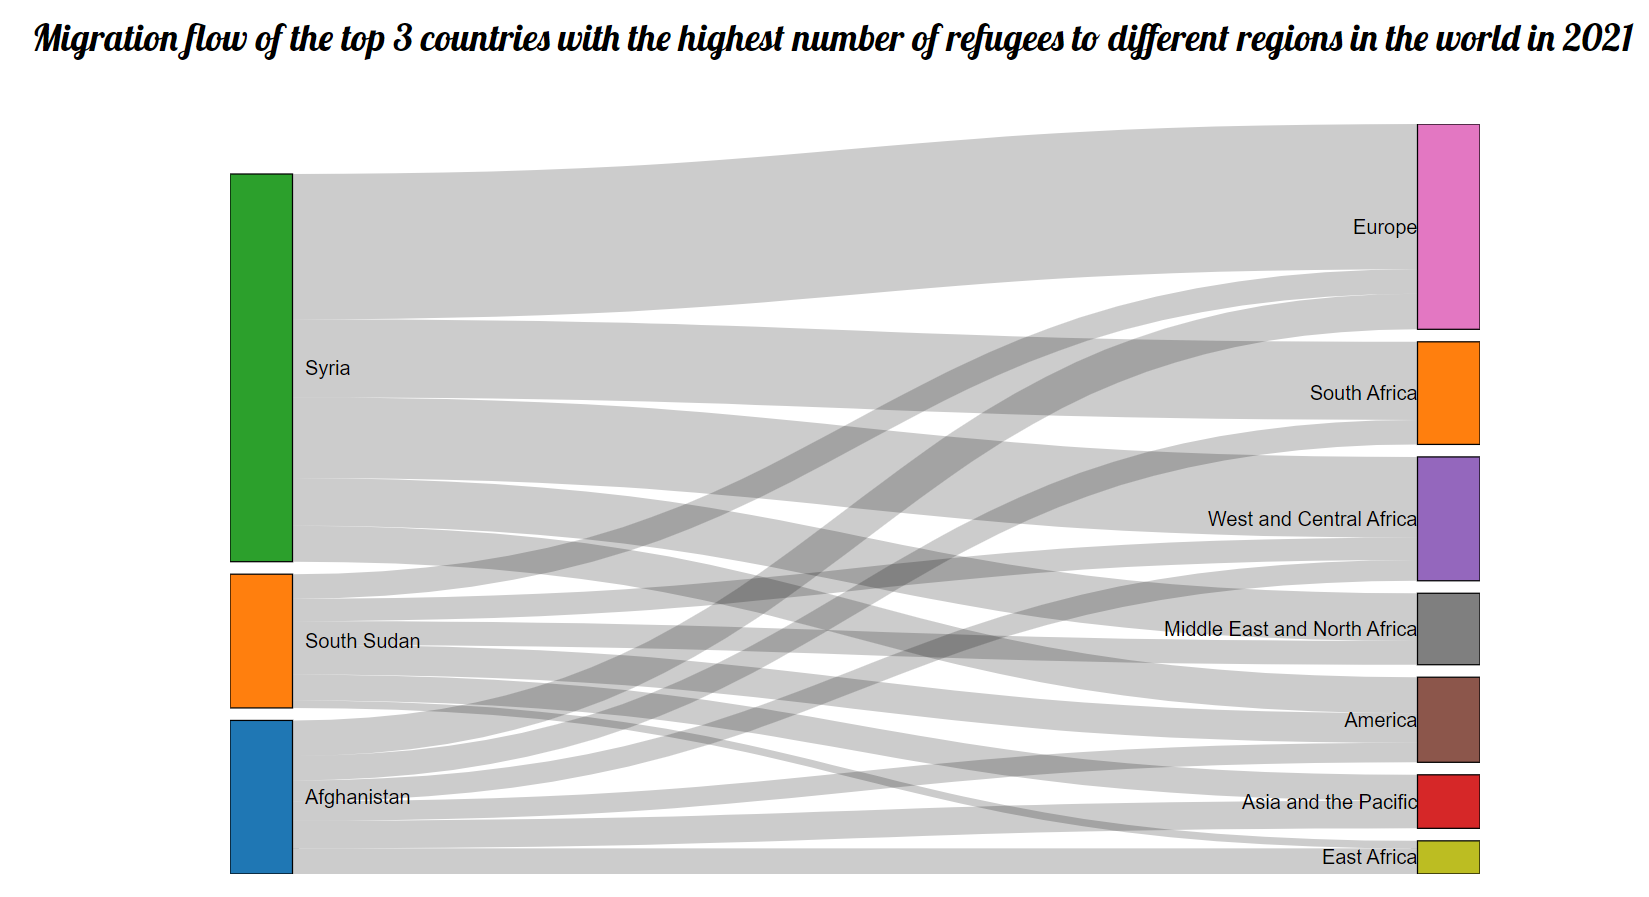 Migration flow of the top 3 countries with the highest number of refugees to different regions in the world in 2021
Europe
Syria
South Africa
West and Central Africa
Middle East and North Africa
South Sudan
America
Afghanistan
Asia and the Pacific
East Africa